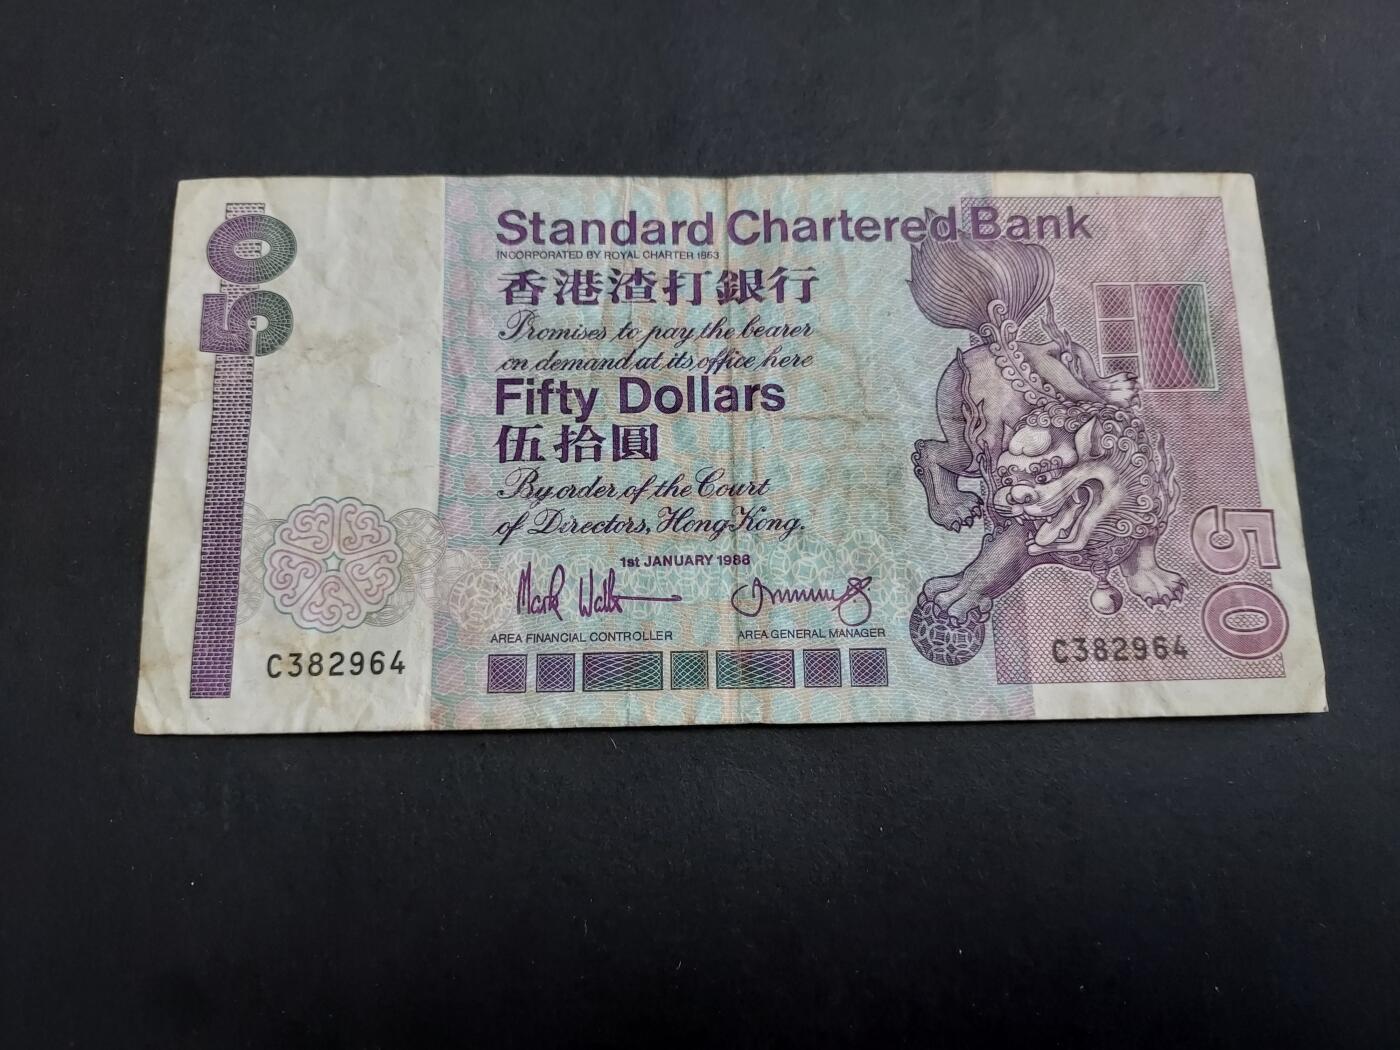 50
Standard Chartered Bank
INCORPORATED BY ROYAL CHARTER 1853
香港渣打銀行
Promises to pay the bearer
on demand at its office here
Fifty Dollars
伍拾圓
By order of the Court
of Directors, Hong Kong.
1st JANUARY 1988
AREA FINANCIAL CONTROLLER
AREA GENERAL MANAGER
C382964
C382964
50